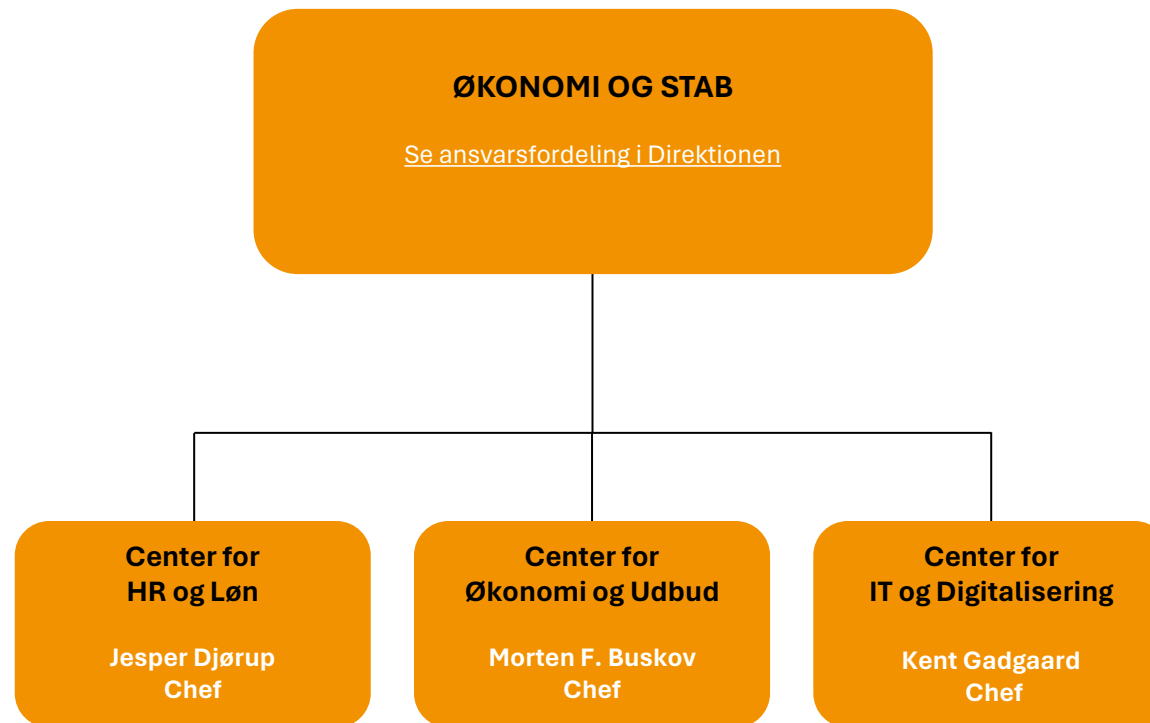 ØKONOMI OG STAB
Se ansvarsfordeling i Direktionen
Center for
HR og Løn
Jesper Djørup
Chef
Center for
Økonomi og Udbud
Morten F. Buskov
Chef
Center for
IT og Digitalisering
Kent Gadgaard
Chef